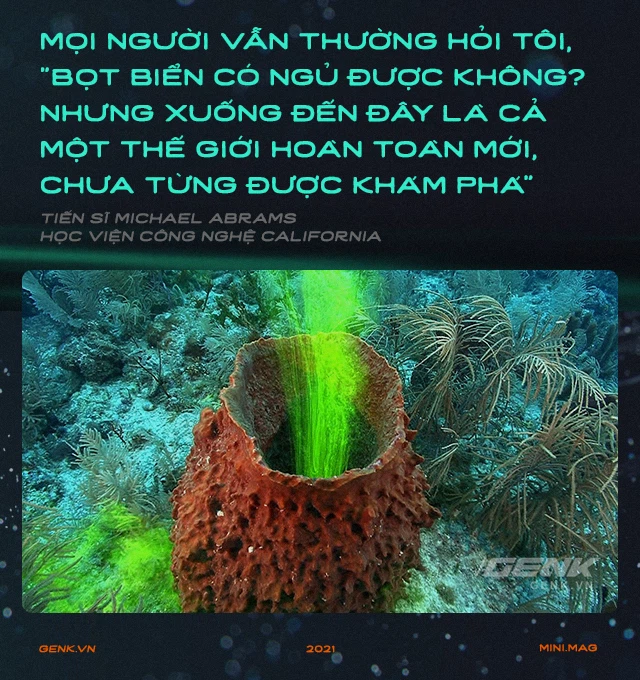 MỌI NGƯỜI VẪN THƯỜNG HỎI TÔI,
"BỌT BIỂN CÓ NGỦ ĐƯỢC KHÔNG?
NHƯNG XUỐNG ĐẾN ĐÂY LÀ CẢ
MỘT THẾ GIỚI HOÀN TOÀN MỚI,
CHƯA TỪNG ĐƯỢC KHÁM PHÁ"
TIẾN SĨ MICHAEL ABRAMS
HỌC VIỆN CÔNG NGHỆ CALIFORNIA
GENK
GENK.VN
GENK.VN
2021
MINI.MAG